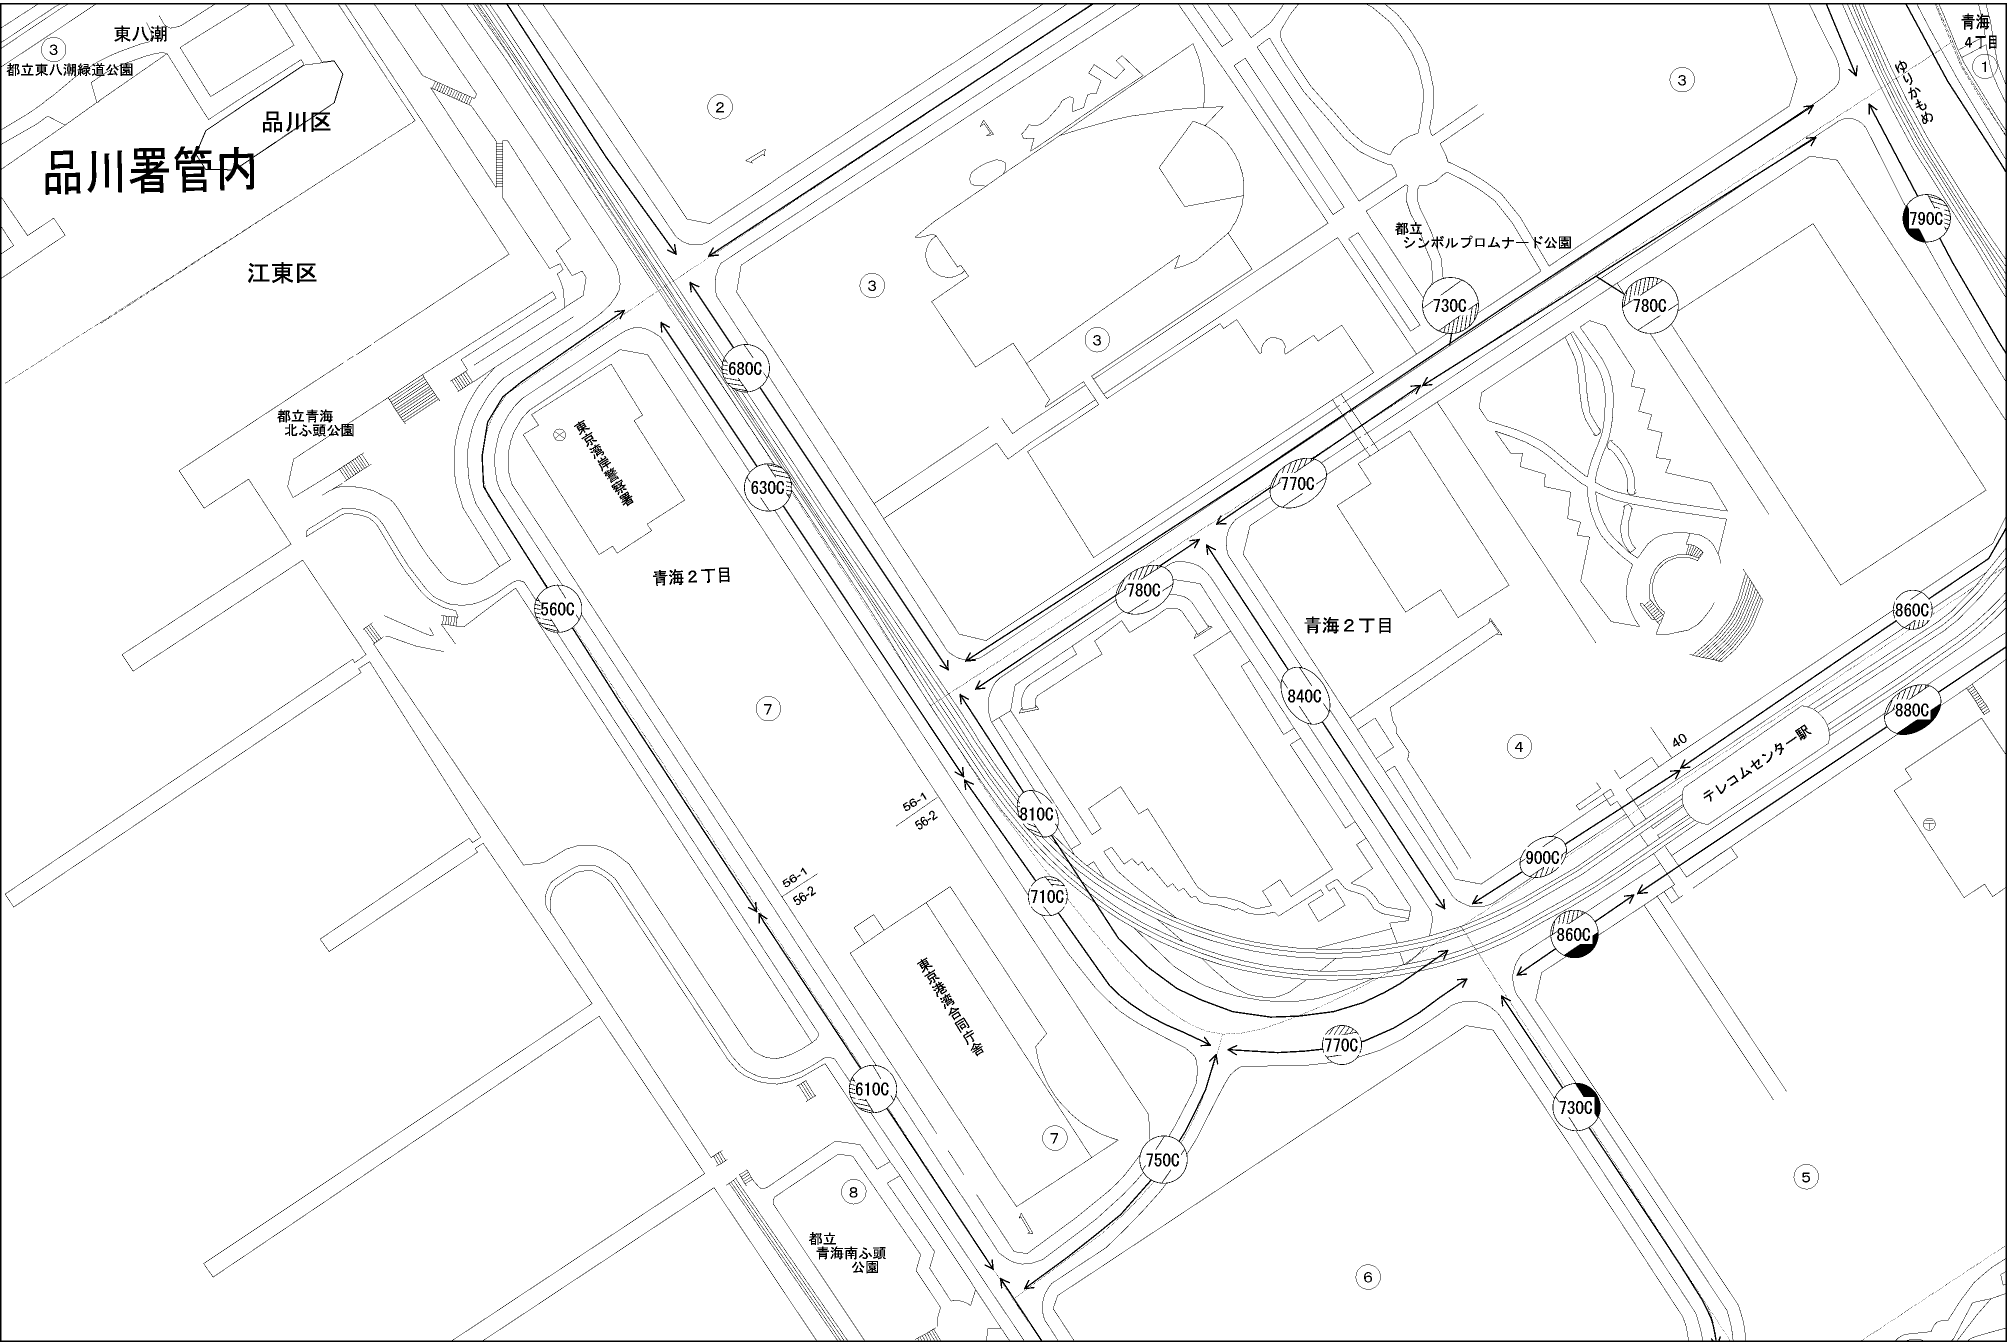 東八潮
③
都立東八潮緑道公園
品川区
品川署管内
江東区
②
③
青海
4丁目
①
ゆりかもめ
790C
都立
シンボルプロムナード公園
③
③
730C
780C
680C
都立青海
北ふ頭公園
東京湾岸警察署
630C
770C
青海2丁目
560C
780C
青海2丁目
860C
840C
⑦
880C
④
40
テレコムセンター駅
56-1
56-2
810C
900C
56-1
56-2
710C
860C
東京港湾合同庁舎
770C
610C
730C
⑦
750C
⑧
⑤
都立
青海南ふ頭
公園
⑥